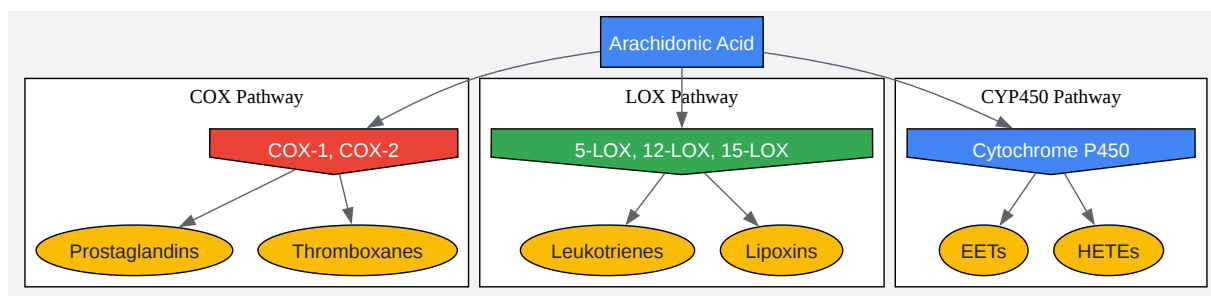 Arachidonic Acid
COX Pathway
LOX Pathway
CYP450 Pathway
COX-1, COX-2
5-LOX, 12-LOX, 15-LOX
Cytochrome P450
Prostaglandins
Thromboxanes
Leukotrienes
Lipoxins
EETs
HETEs